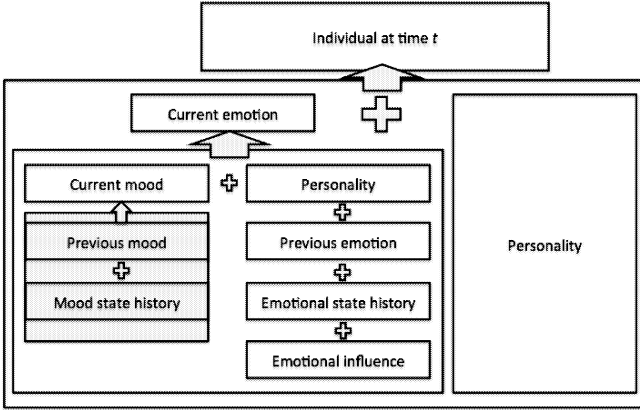 Individual at time t
Current emotion
Current mood
Personality
Previous mood
Previous emotion
Personality
Mood state history
Emotional state history
Emotional influence